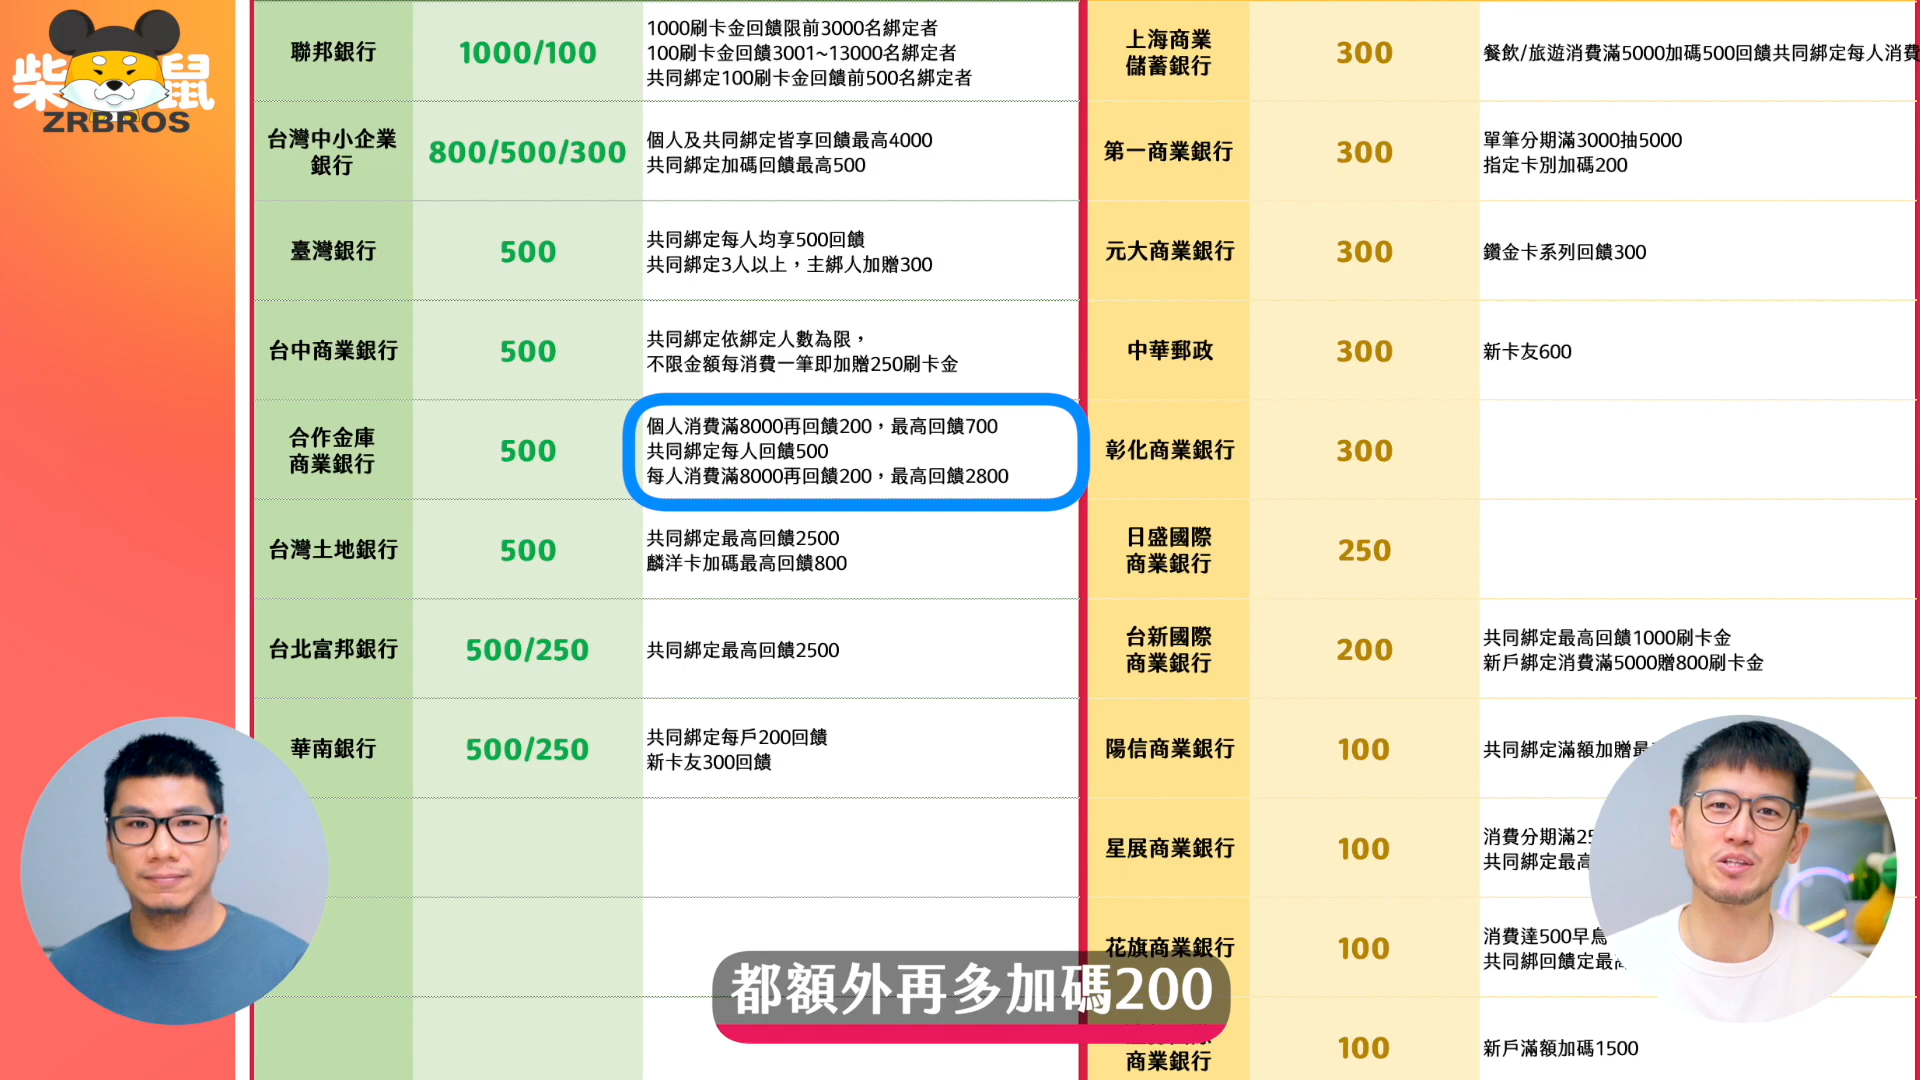 柴鼠
ZRBROS
聯邦銀行
1000/100
1000刷卡金回饋限前3000名綁定者
100刷卡金回饋3001~13000名綁定者
共同綁定100刷卡金回饋前500名綁定者
台灣中小企業
銀行
800/500/300
個人及共同綁定皆享回饋最高4000
共同綁定加碼回饋最高500
臺灣銀行
500
共同綁定每人均享500回饋
共同綁定3人以上，主綁人加贈300
台中商業銀行
500
共同綁定依綁定人數為限，
不限金額每消費一筆即加贈250刷卡金
合作金庫
商業銀行
500
個人消費滿8000再回饋200，最高回饋700
共同綁定每人回饋500
每人消費滿8000再回饋200，最高回饋2800
台灣土地銀行
500
共同綁定最高回饋2500
麟洋卡加碼最高回饋800
台北富邦銀行
500/250
共同綁定最高回饋2500
華南銀行
500/250
共同綁定每戶200回饋
新卡友300回饋
上海商業
儲蓄銀行
300
餐飲/旅遊消費滿5000加碼500回饋共同綁定每人消費
第一商業銀行
300
單筆分期滿3000抽5000
指定卡別加碼200
元大商業銀行
300
鑽金卡系列回饋300
中華郵政
300
新卡友600
彰化商業銀行
300
日盛國際
商業銀行
250
台新國際
商業銀行
200
共同綁定最高回饋1000刷卡金
新戶綁定消費滿5000贈800刷卡金
陽信商業銀行
100
共同綁定滿額加贈最
星展商業銀行
100
消費分期滿25
共同綁定最高
花旗商業銀行
100
消費達500早鳥
共同綁回饋定最高
商業銀行
100
新戶滿額加碼1500
都額外再多加碼200